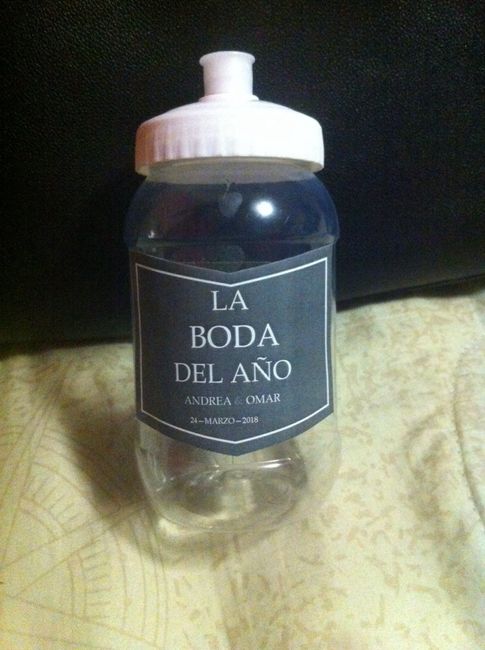 LA
BODA
DEL AÑO
ANDREA & OMAR
24-MARZO-2018